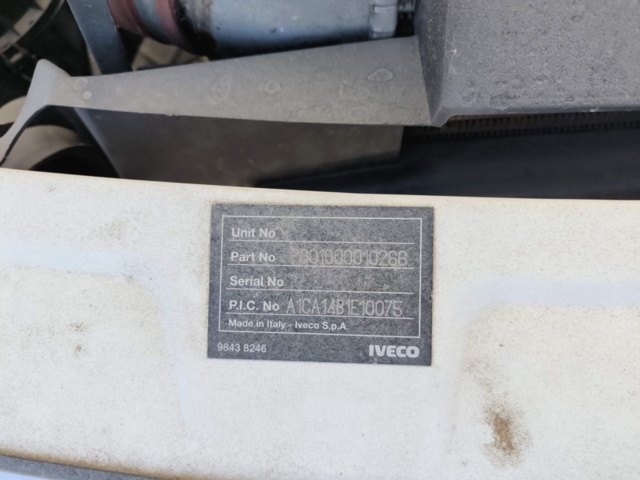 Unit No
Part No
Serial No
P.I.C. No A1CA14B1E10075
Made in Italy - Iveco S.p.A.
9843 8246 IVECO